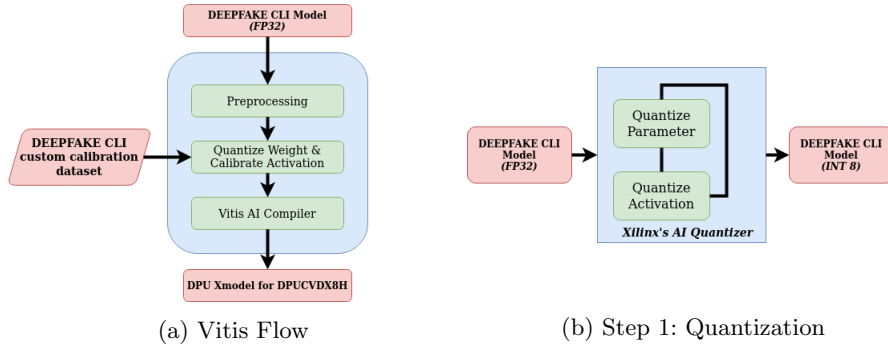 DEEPFAKE CLI Model
(FP32)
Preprocessing
DEEPFAKE CLI
custom calibration
dataset
Quantize Weight &
Calibrate Activation
Vitis AI Compiler
DPU Xmodel for DPUCVDX8H
(a) Vitis Flow
DEEPFAKE CLI
Model
(FP32)
Quantize
Parameter
Quantize
Activation
Xilinx's AI Quantizer
DEEPFAKE CLI
Model
(INT 8)
(b) Step 1: Quantization